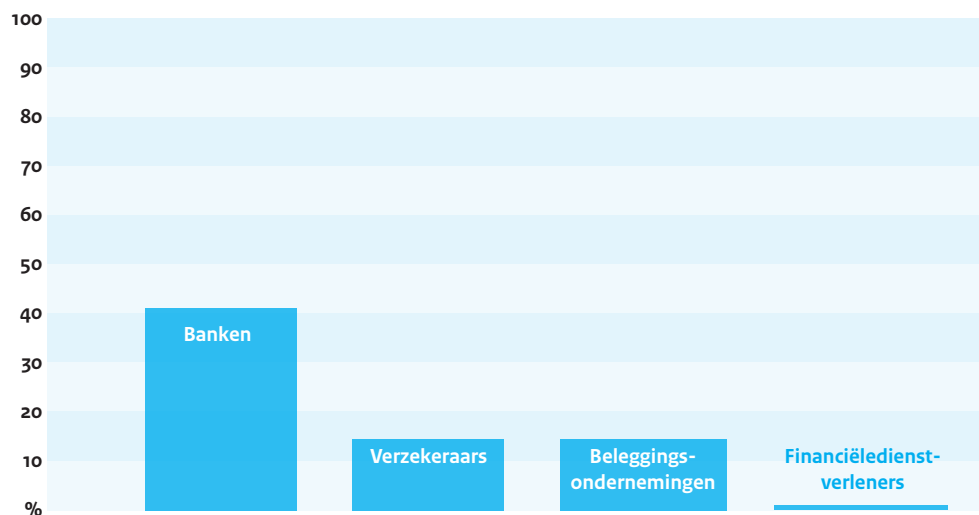 100
90
80
70
60
50
40
30
20
10
%
Banken
Verzekeraars
Beleggings-
ondernemingen
Financiëledienst-
verleners